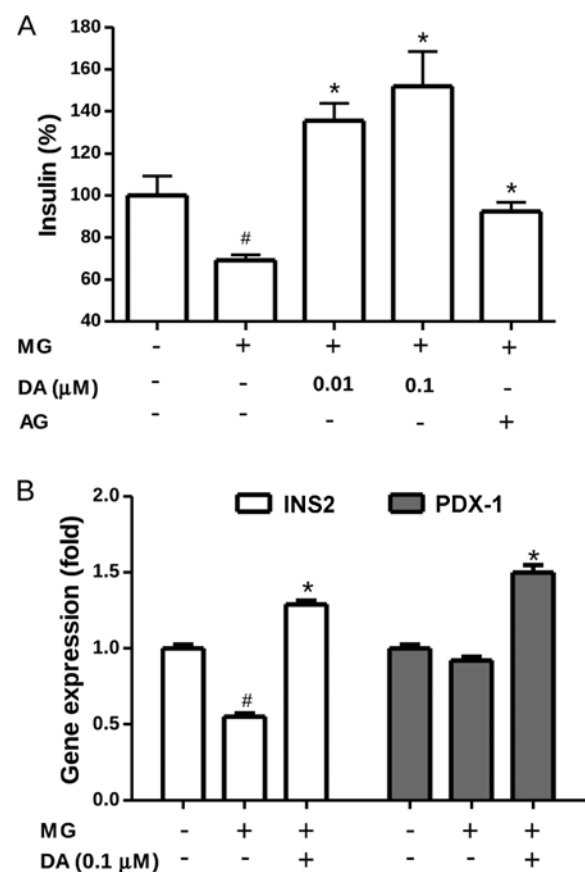 A
180
160
* *
140
120
Insulin (%)
100
*
80
#
60
40
MG - + + + +
DA (μM) - - 0.01 0.1 -
AG - - - - +
B
2.0
INS2 PDX-1
Gene expression (fold)
1.5
* *
1.0
#
0.5
0.0
MG - + + - + +
DA (0.1 μM) - - + - - +